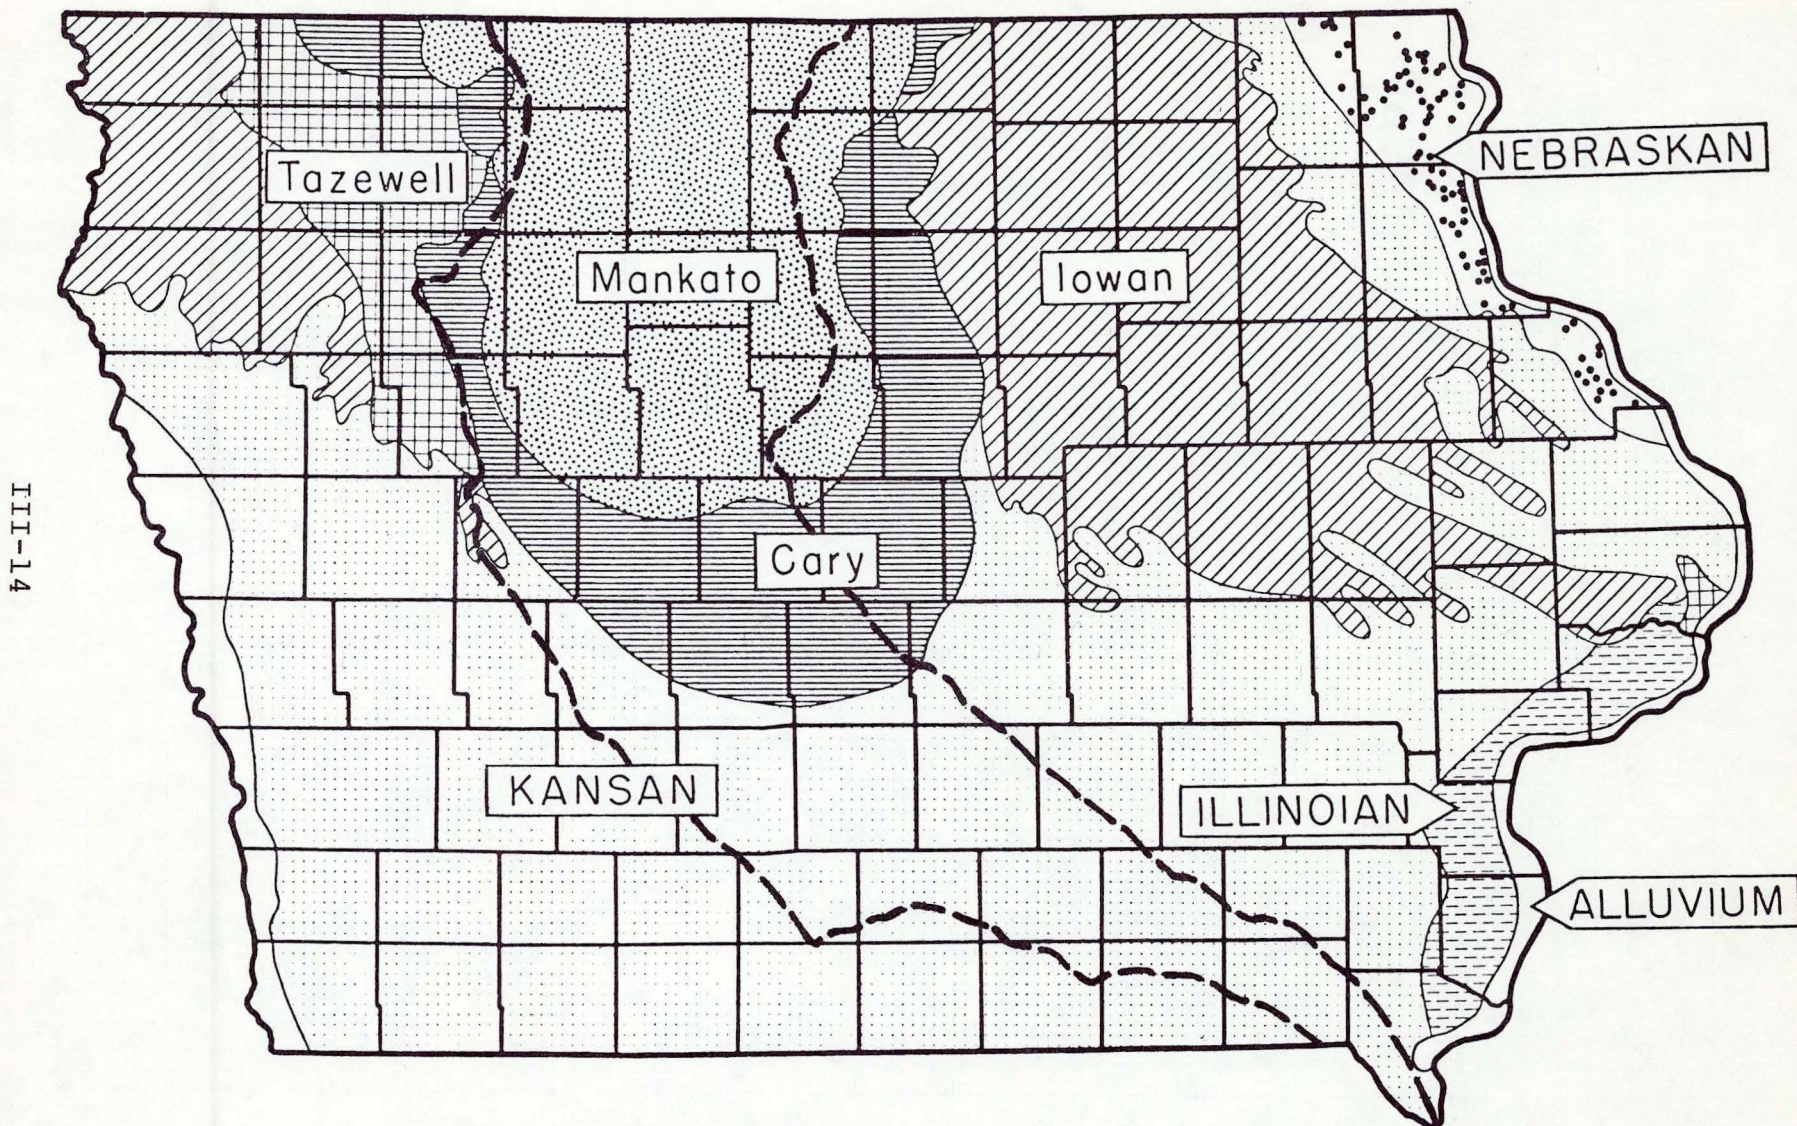 NEBRASKAN
Tazewell
Mankato
Iowan
III-14
Cary
KANSAN
ILLINOIAN
ALLUVIUM